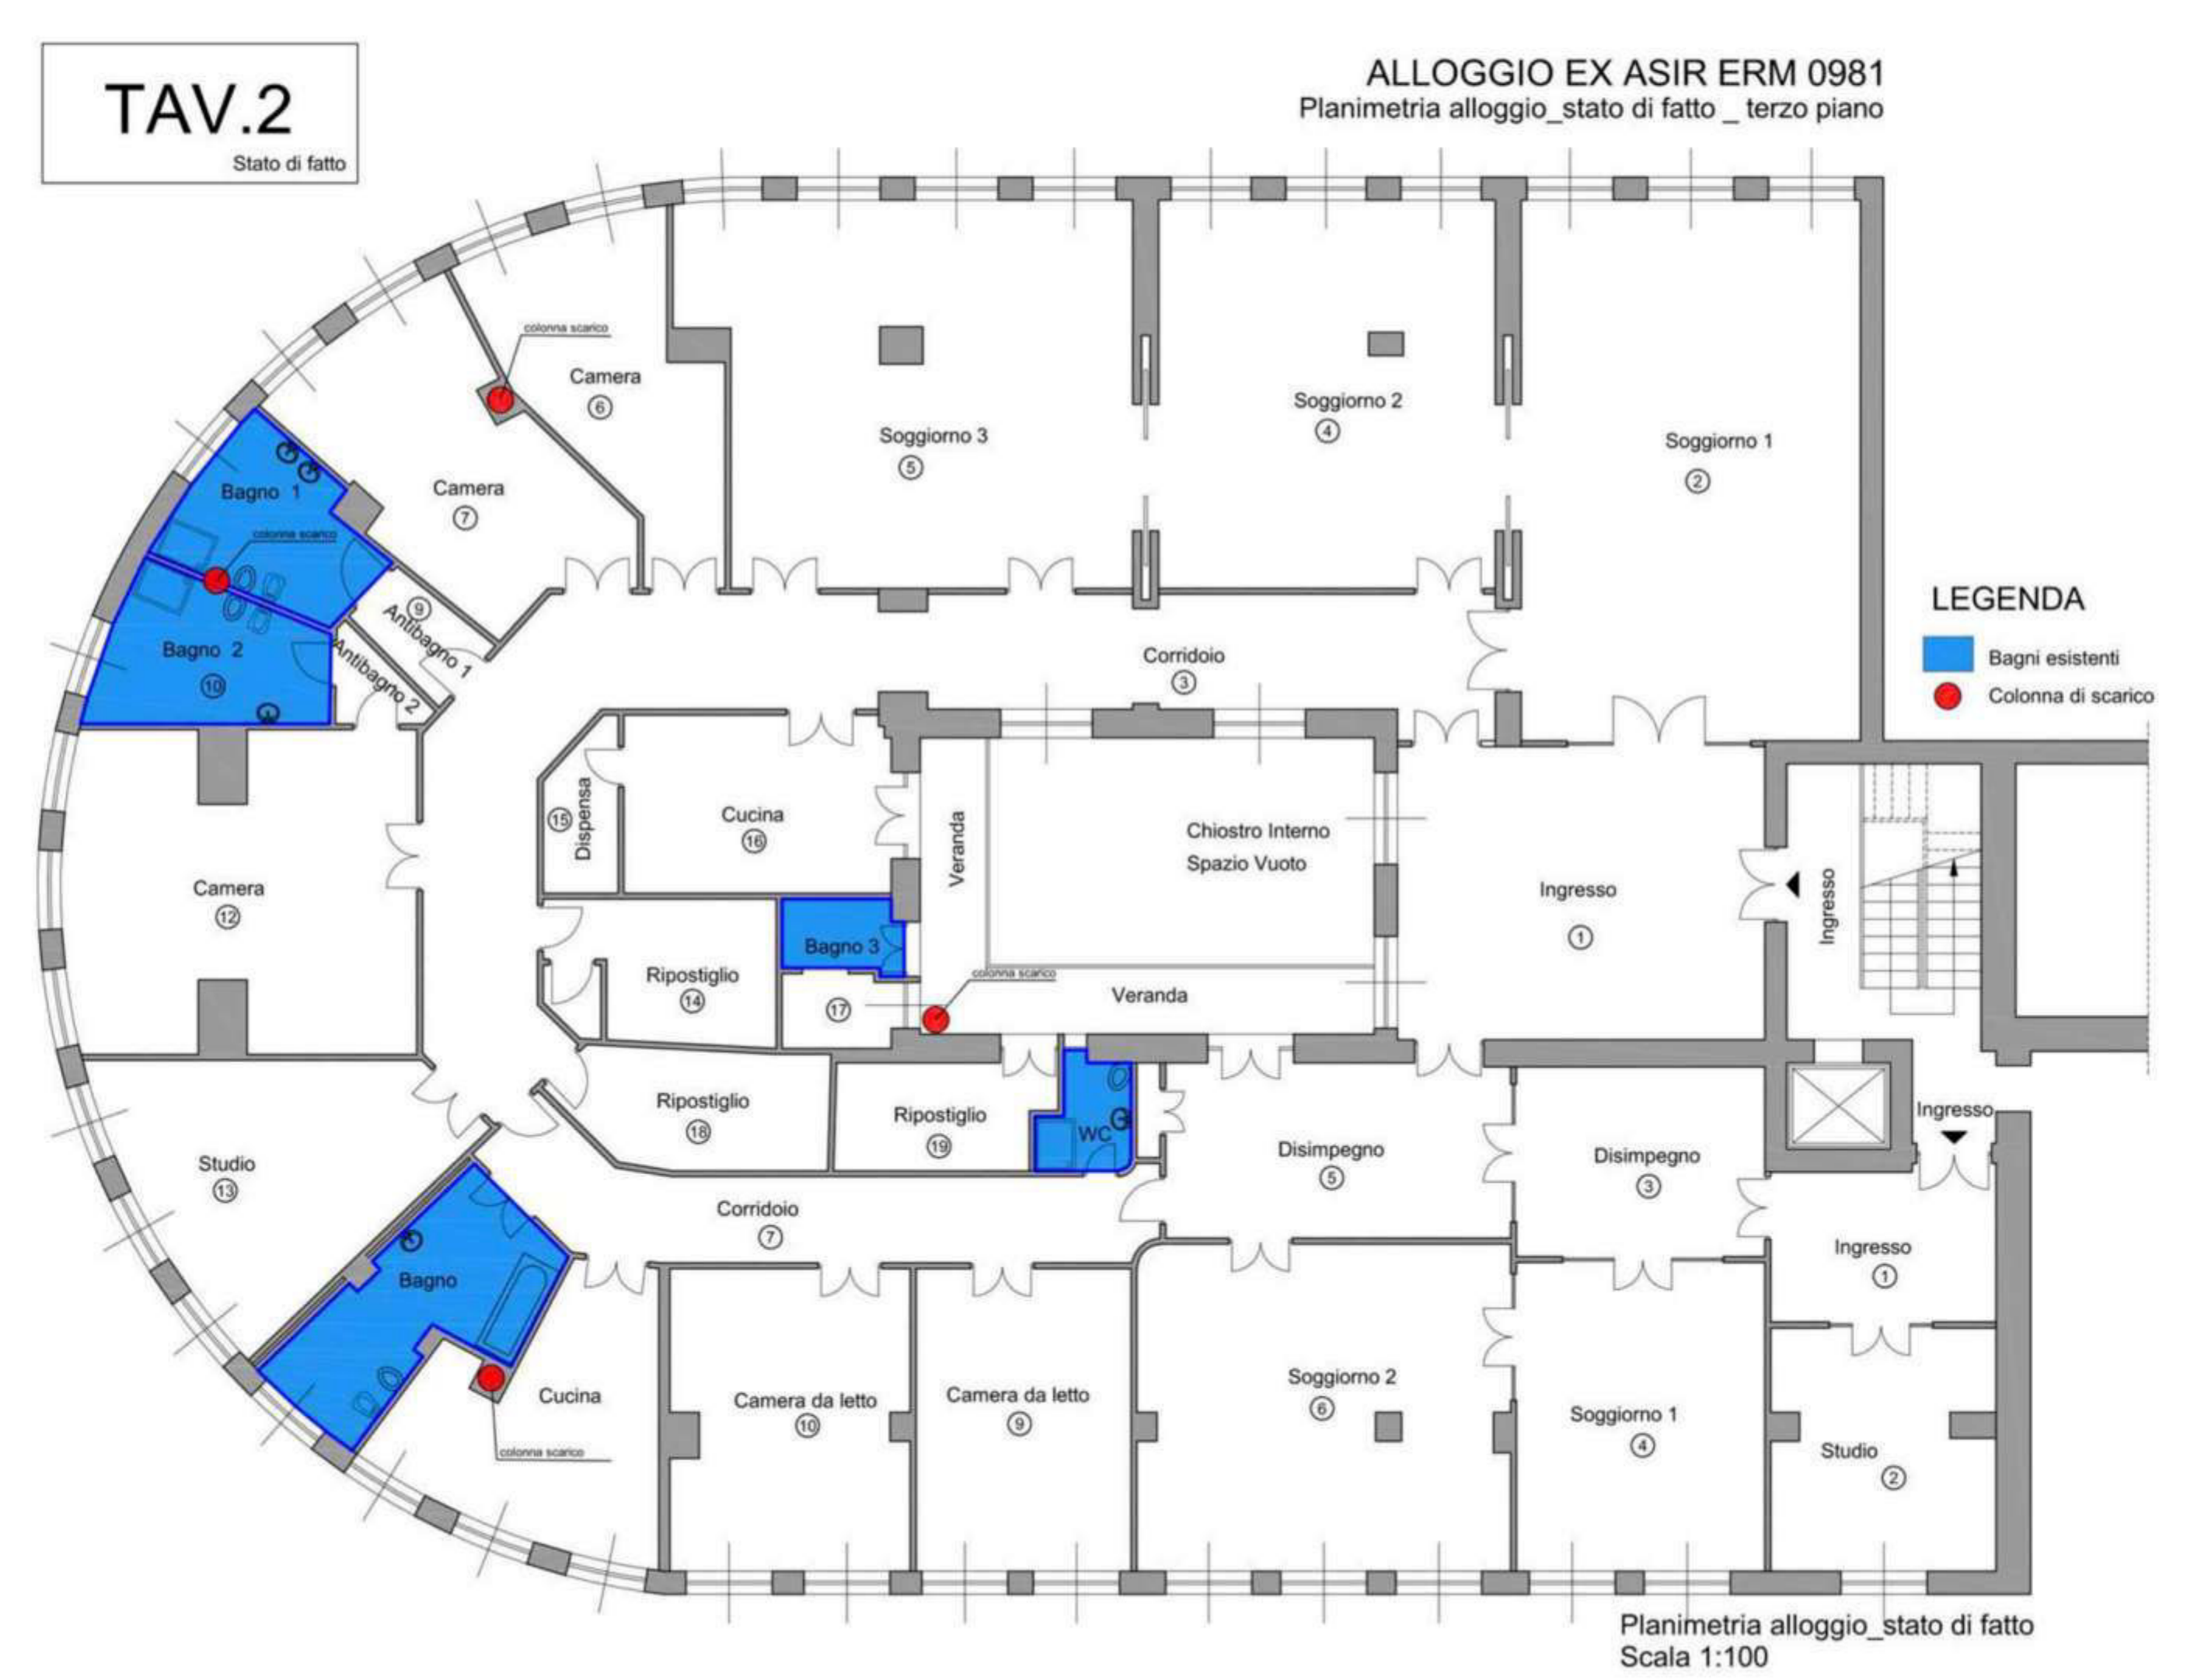 TAV.2
Stato di fatto
ALLOGGIO EX ASIR ERM 0981
Planimetria alloggio_stato di fatto _ terzo piano
colonna scarico
Camera
6
Soggiorno 3
5
Soggiorno 2
4
Soggiorno 1
2
Camera
7
Bagno 1
colonna scarico
9
Antibagno 1
Bagno 2
10
Antibagno 2
Corridoio
3
LEGENDA
Bagni esistenti
Colonna di scarico
15
Dispensa
Cucina
16
Veranda
Chiostro Interno
Spazio Vuoto
Camera
12
Ingresso
1
Ingresso
Bagno 3
Ripostiglio
14
17
colonna scarico
Veranda
Ripostiglio
18
Ripostiglio
19
WC
Disimpegno
5
Disimpegno
3
Ingresso
Studio
13
Corridoio
7
Ingresso
1
Bagno
Cucina
colonna scarico
Camera da letto
10
Camera da letto
9
Soggiorno 2
6
Soggiorno 1
4
Studio
2
Planimetria alloggio_stato di fatto
Scala 1:100